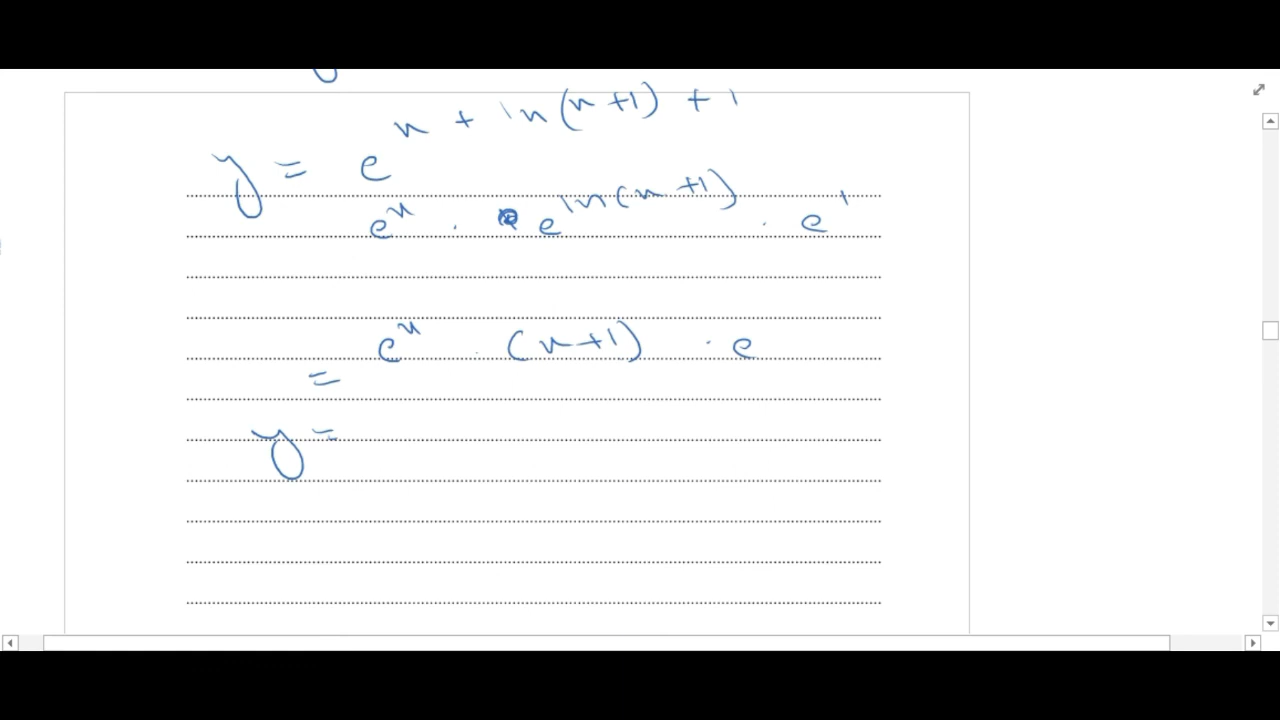 y = e^{x + ln(x+1) + 1}
e^x . e^{ln(x+1)} . e^1
= e^x . (x+1) . e
y =